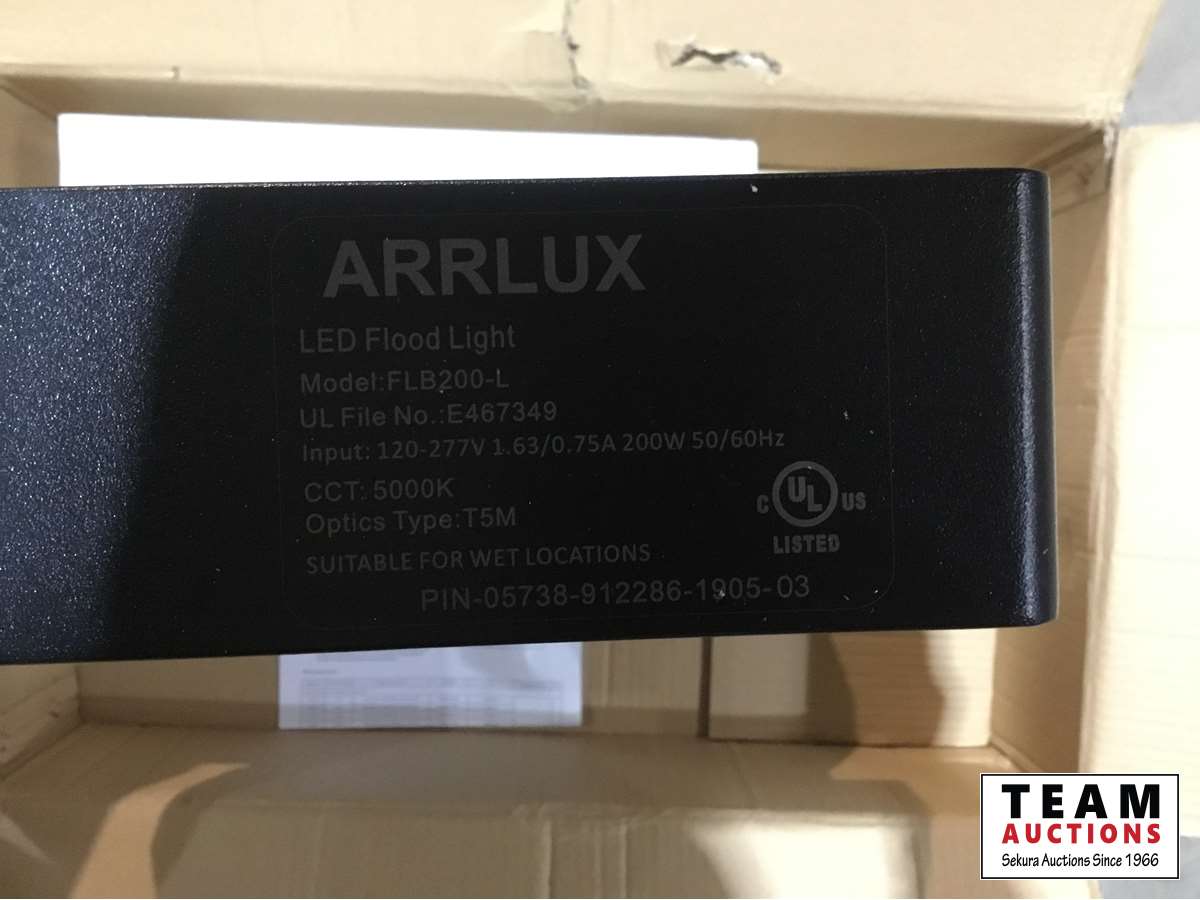 ARRLUX
LED Flood Light
Model:FLB200-L
UL File No.:E467349
Input: 120-277V 1.63/0.75A 200W 50/60Hz
CCT: 5000K
Optics Type:T5M
C UL US
LISTED
SUITABLE FOR WET LOCATIONS
PIN-05738-912286-1905-03
TEAM
AUCTIONS
Sekura Auctions Since 1966